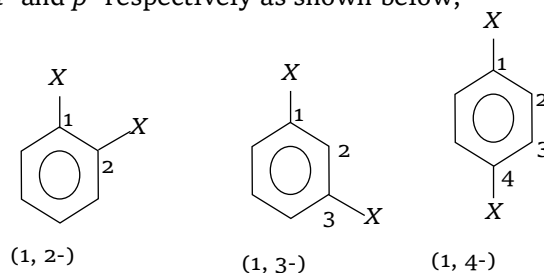 and p- respectively as shown below,
X
1
X
2
(1, 2-)
X
1
2
3
X
(1, 3-)
X
1
2
3
4
X
(1, 4-)